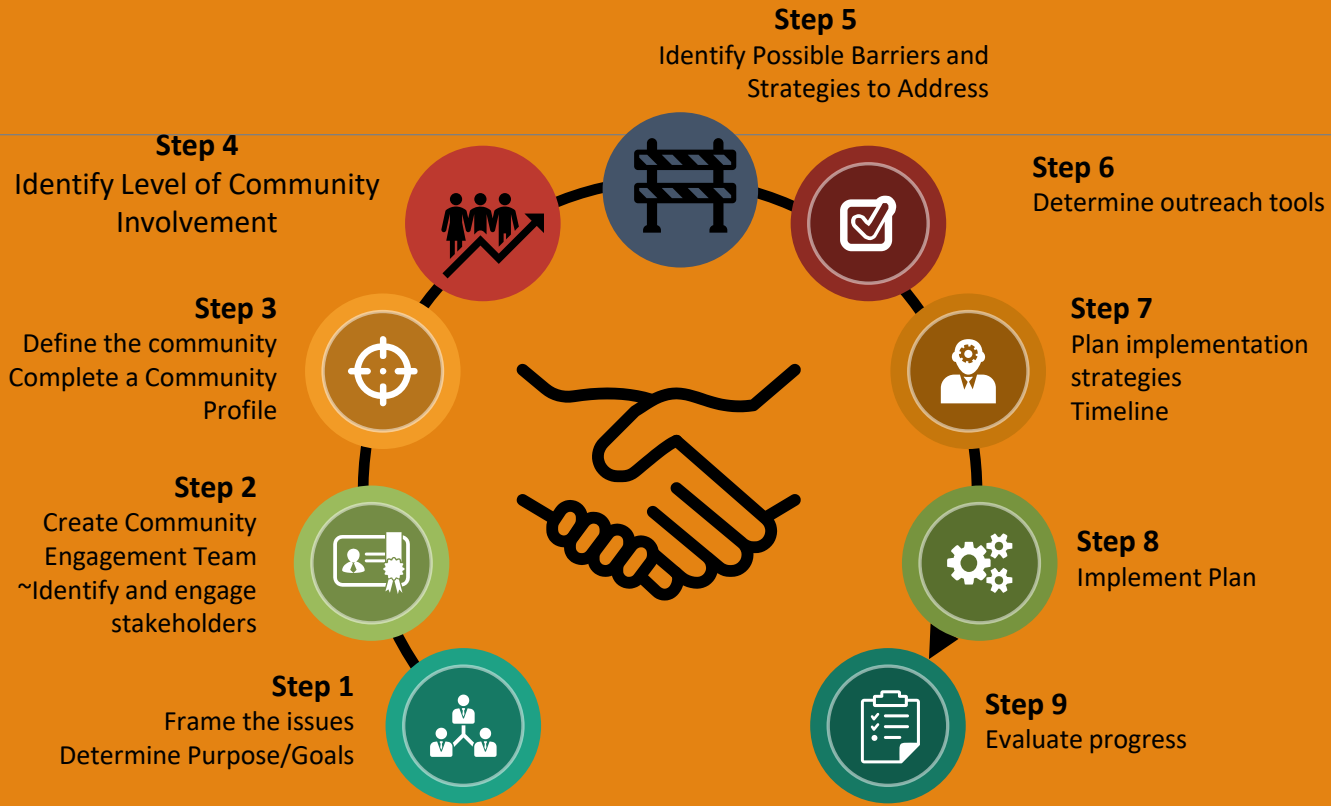 Step 1
Frame the issues
Determine Purpose/Goals
Step 2
Create Community
Engagement Team
~Identify and engage
stakeholders
Step 3
Define the community
Complete a Community
Profile
Step 4
Identify Level of Community
Involvement
Step 5
Identify Possible Barriers and
Strategies to Address
Step 6
Determine outreach tools
Step 7
Plan implementation
strategies
Timeline
Step 8
Implement Plan
Step 9
Evaluate progress